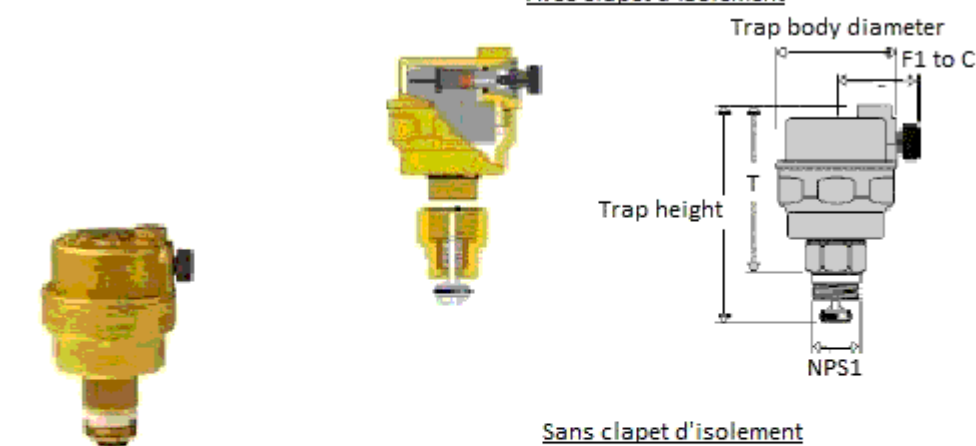 Trap body diameter
F1 to C
T
Trap height
NPS1
Sans clapet d'isolement